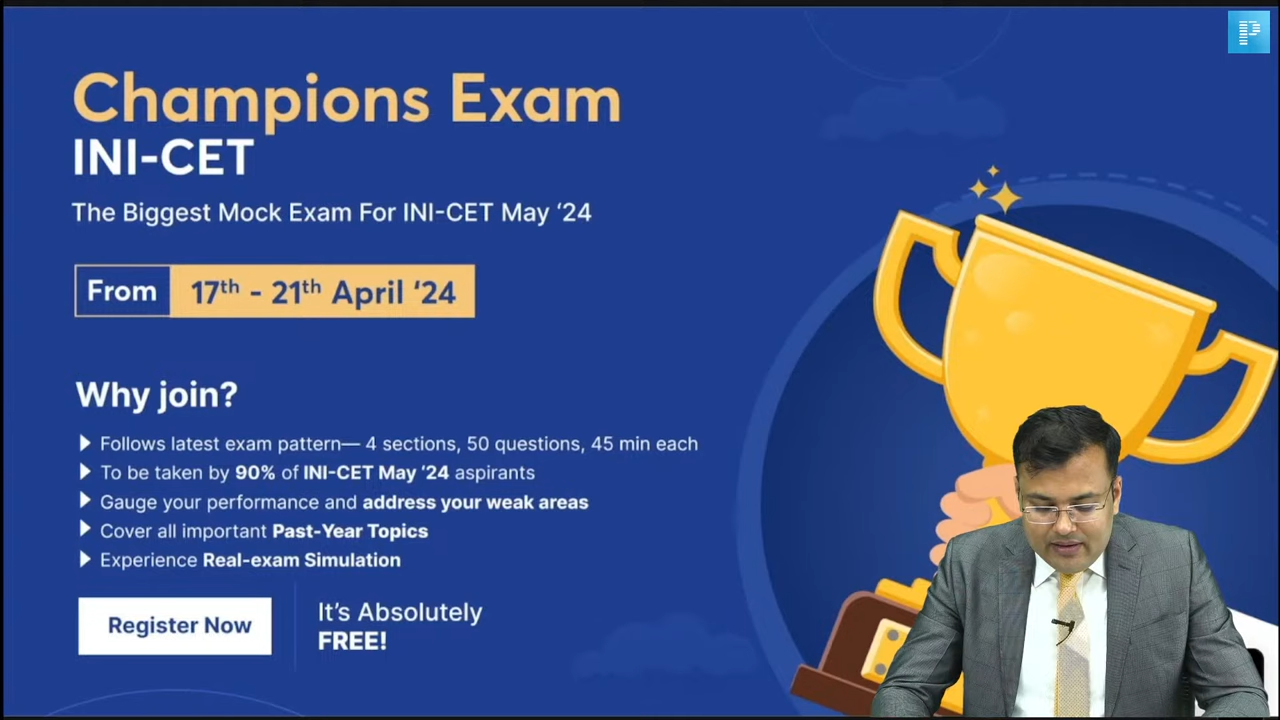 P
Champions Exam
INI-CET
The Biggest Mock Exam For INI-CET May ‘24
From 17th - 21th April ‘24
Why join?
Follows latest exam pattern— 4 sections, 50 questions, 45 min each
To be taken by 90% of INI-CET May ‘24 aspirants
Gauge your performance and address your weak areas
Cover all important Past-Year Topics
Experience Real-exam Simulation
Register Now
It’s Absolutely
FREE!